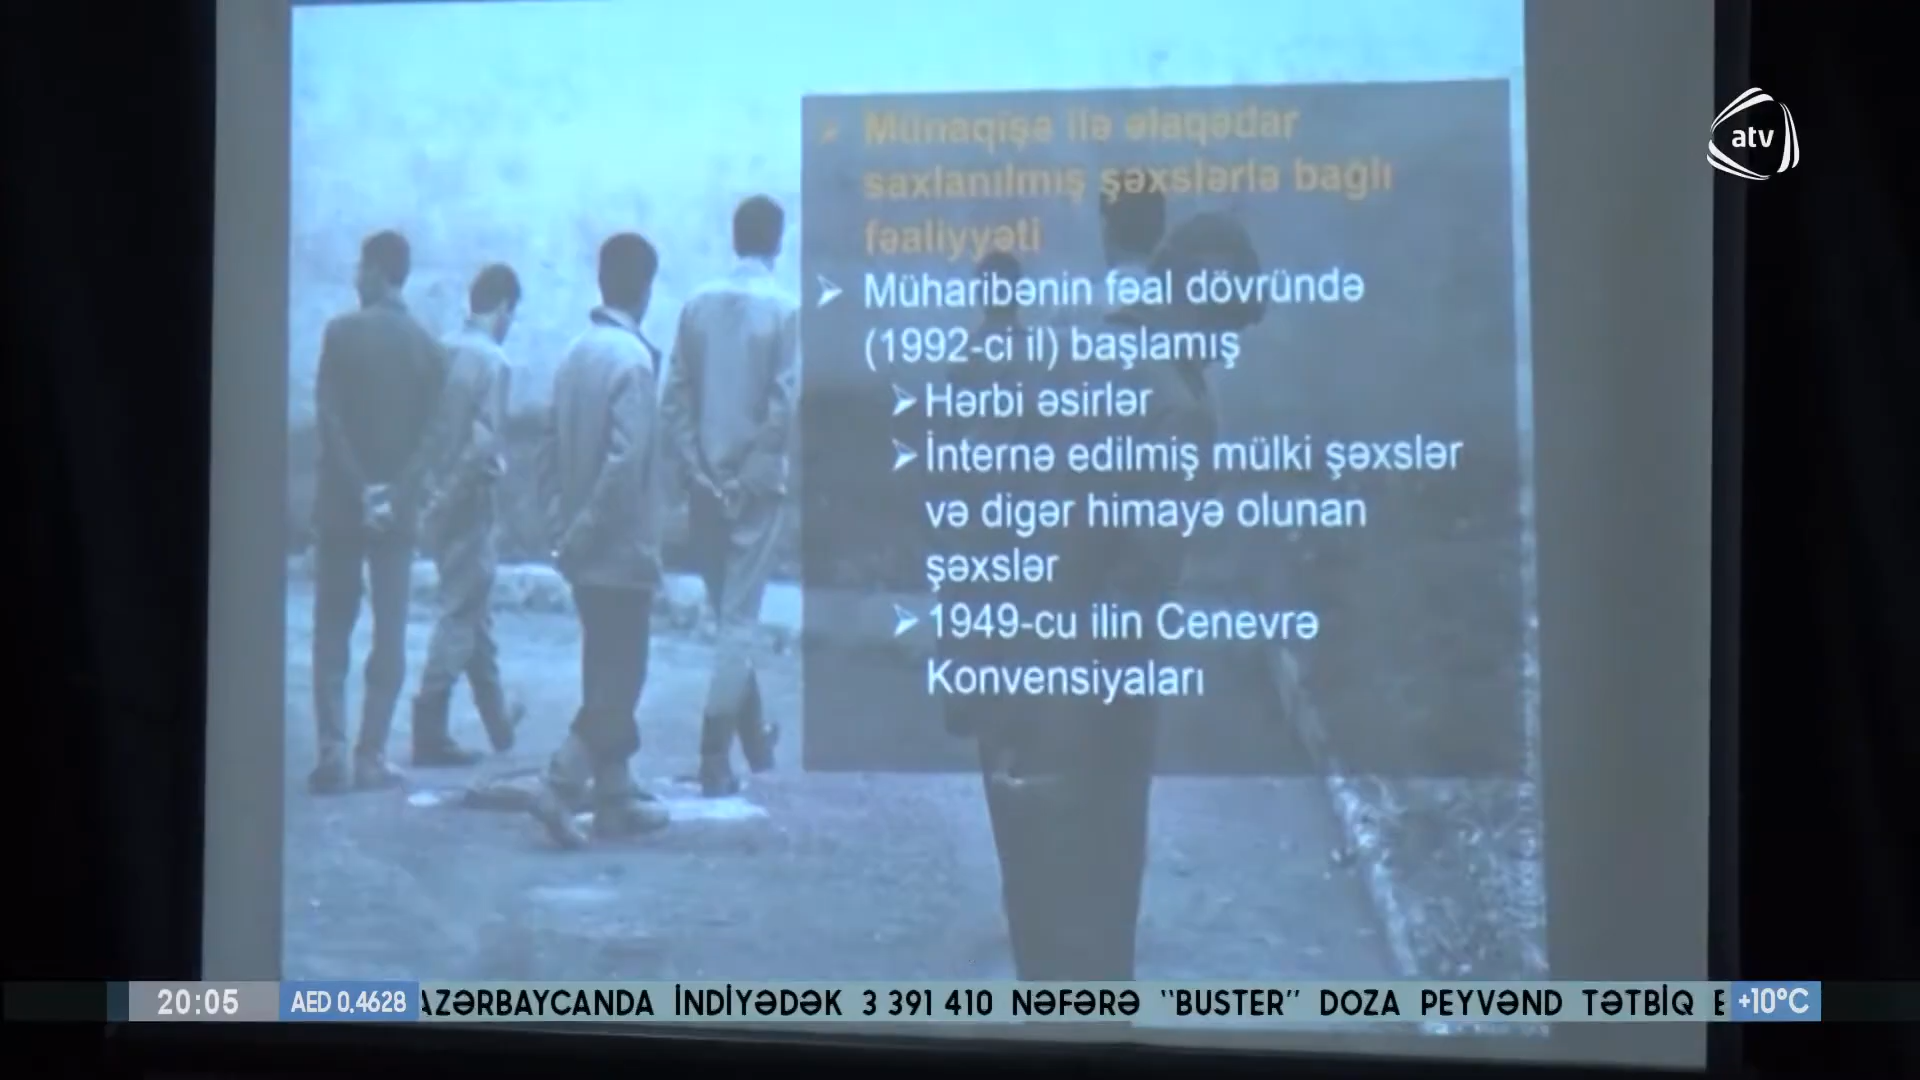 Münaqişə ilə əlaqədar
saxlanılmış şəxslərlə bağlı
fəaliyyəti
Müharibənin fəal dövründə
(1992-ci il) başlamış
Hərbi əsirlər
İnternə edilmiş mülki şəxslər
və digər himayə olunan
şəxslər
1949-cu ilin Cenevrə
Konvensiyaları
atv
20:05 AED 0,4628 AZƏRBAYCANDA İNDİYƏDƏK 3 391 410 NƏFƏRƏ "BUSTER" DOZA PEYVƏND TƏTBİQ E +10°C